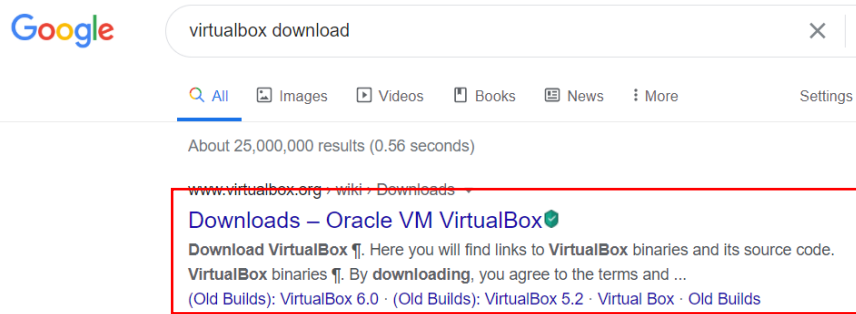 Google
virtualbox download
All Images Videos Books News More Settings
About 25,000,000 results (0.56 seconds)
www.virtualbox.org › wiki › Downloads
Downloads – Oracle VM VirtualBox
Download VirtualBox ¶. Here you will find links to VirtualBox binaries and its source code.
VirtualBox binaries ¶. By downloading, you agree to the terms and ...
(Old Builds): VirtualBox 6.0 · (Old Builds): VirtualBox 5.2 · Virtual Box · Old Builds